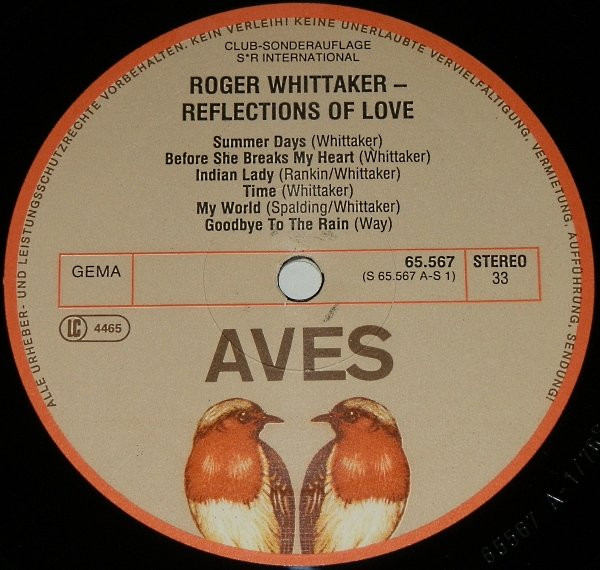 ALLE URHEBER- UND LEISTUNGSSCHUTZRECHTE VORBEHALTEN. KEIN VERLEIH! KEINE UNERLAUBTE VERVIELFÄLTIGUNG, VERMIETUNG, AUFFÜHRUNG, SENDUNG!
CLUB-SONDERAUFLAGE
S*R INTERNATIONAL
ROGER WHITTAKER –
REFLECTIONS OF LOVE
Summer Days (Whittaker)
Before She Breaks My Heart (Whittaker)
Indian Lady (Rankin/Whittaker)
Time (Whittaker)
My World (Spalding/Whittaker)
Goodbye To The Rain (Way)
GEMA
65.567
(S 65.567 A-S 1)
STEREO
33
LC 4465
AVES
65567 A-